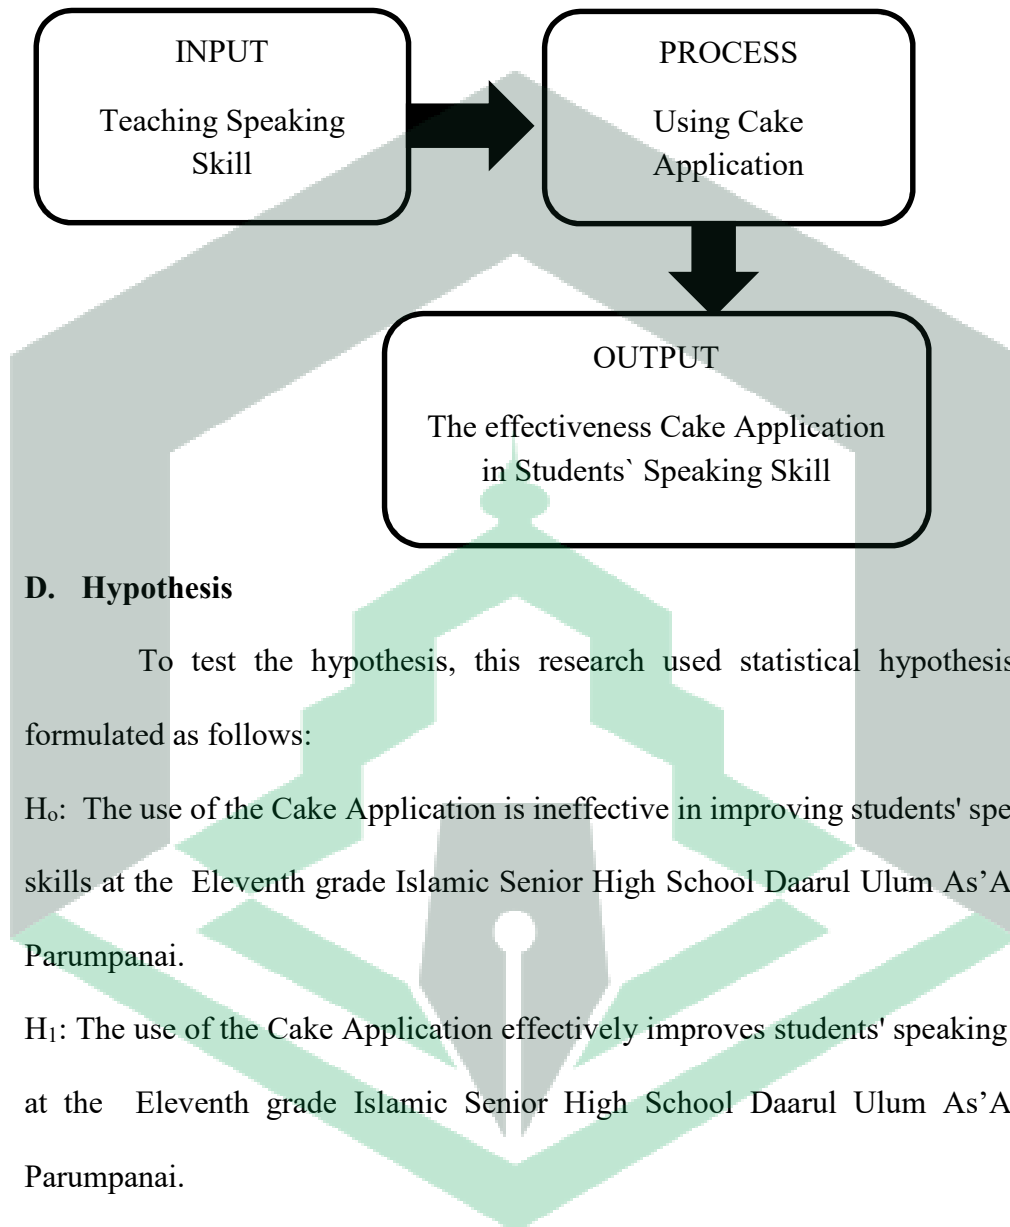 INPUT
Teaching Speaking
Skill
PROCESS
Using Cake
Application
OUTPUT
The effectiveness Cake Application
in Students` Speaking Skill
D. Hypothesis
To test the hypothesis, this research used statistical hypothesis
formulated as follows:
Ho: The use of the Cake Application is ineffective in improving students' spe
skills at the Eleventh grade Islamic Senior High School Daarul Ulum As’A
Parumpanai.
H1: The use of the Cake Application effectively improves students' speaking
at the Eleventh grade Islamic Senior High School Daarul Ulum As’A
Parumpanai.